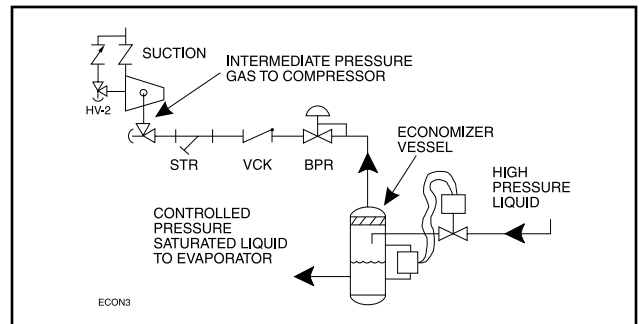 SUCTION
INTERMEDIATE PRESSURE
GAS TO COMPRESSOR
HV-2
STR
VCK
BPR
ECONOMIZER
VESSEL
HIGH
PRESSURE
LIQUID
CONTROLLED
PRESSURE
SATURATED LIQUID
TO EVAPORATOR
ECON3